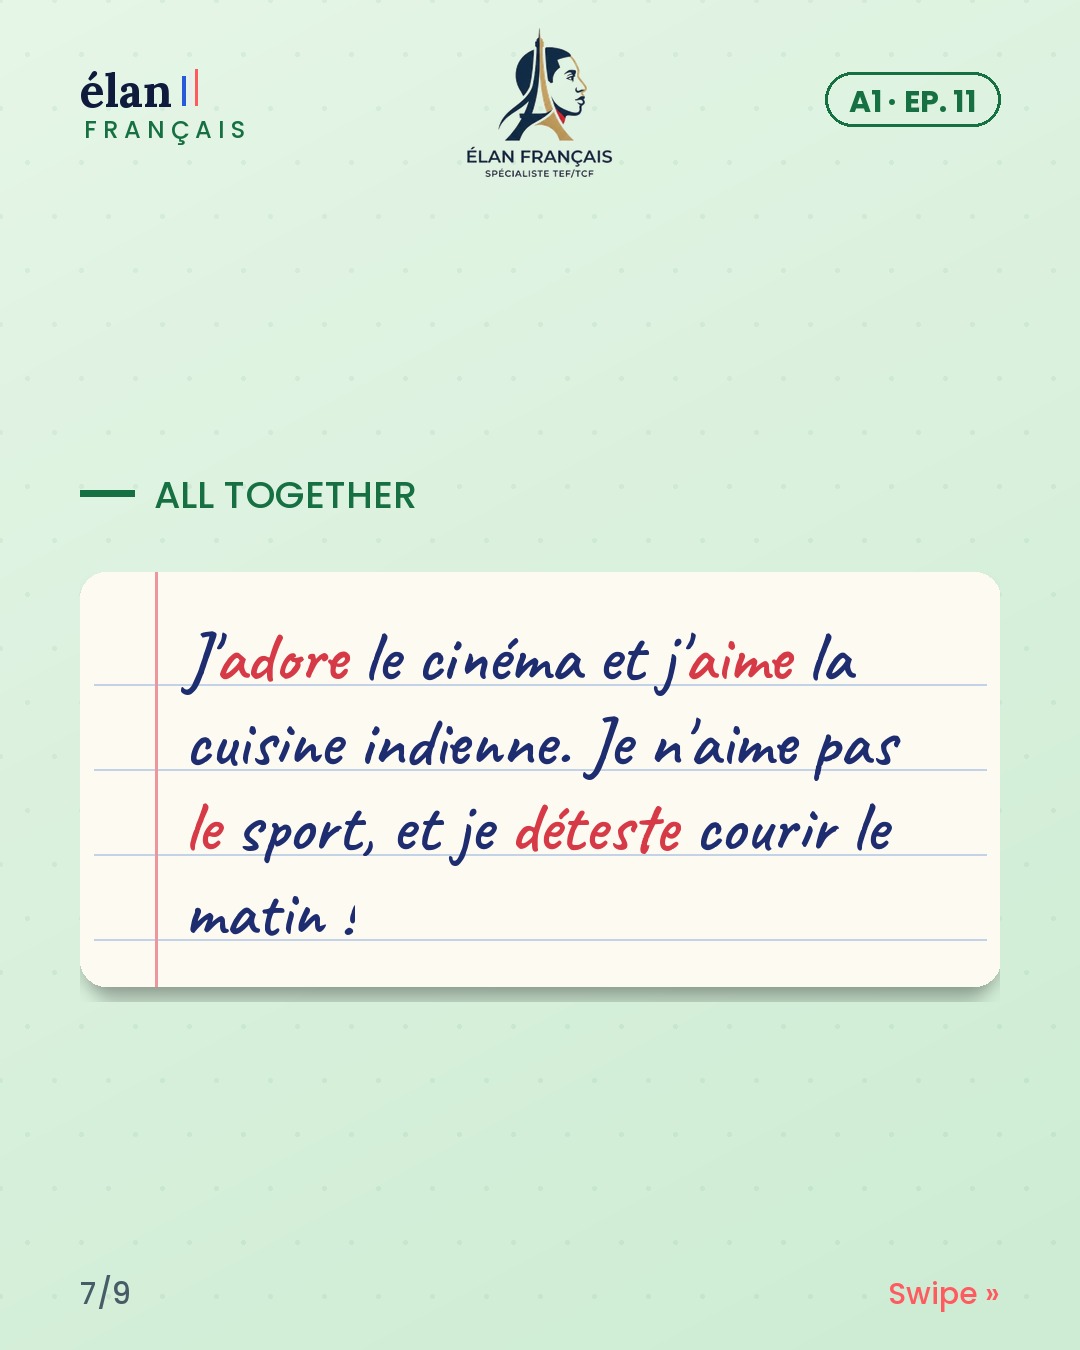 élan
FRANÇAIS
ÉLAN FRANÇAIS
SPÉCIALISTE TEF/TCF
A1 · EP. 11
ALL TOGETHER
J'adore le cinéma et j'aime la
cuisine indienne. Je n'aime pas
le sport, et je déteste courir le
matin !
7/9
Swipe »